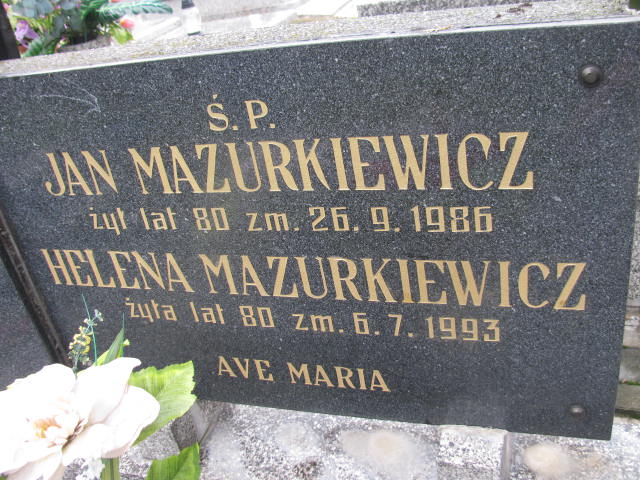 Ś.P.
JAN MAZURKIEWICZ
żył lat 80 zm. 26. 9. 1986
HELENA MAZURKIEWICZ
żyła lat 80 zm. 6. 7. 1993
AVE MARIA